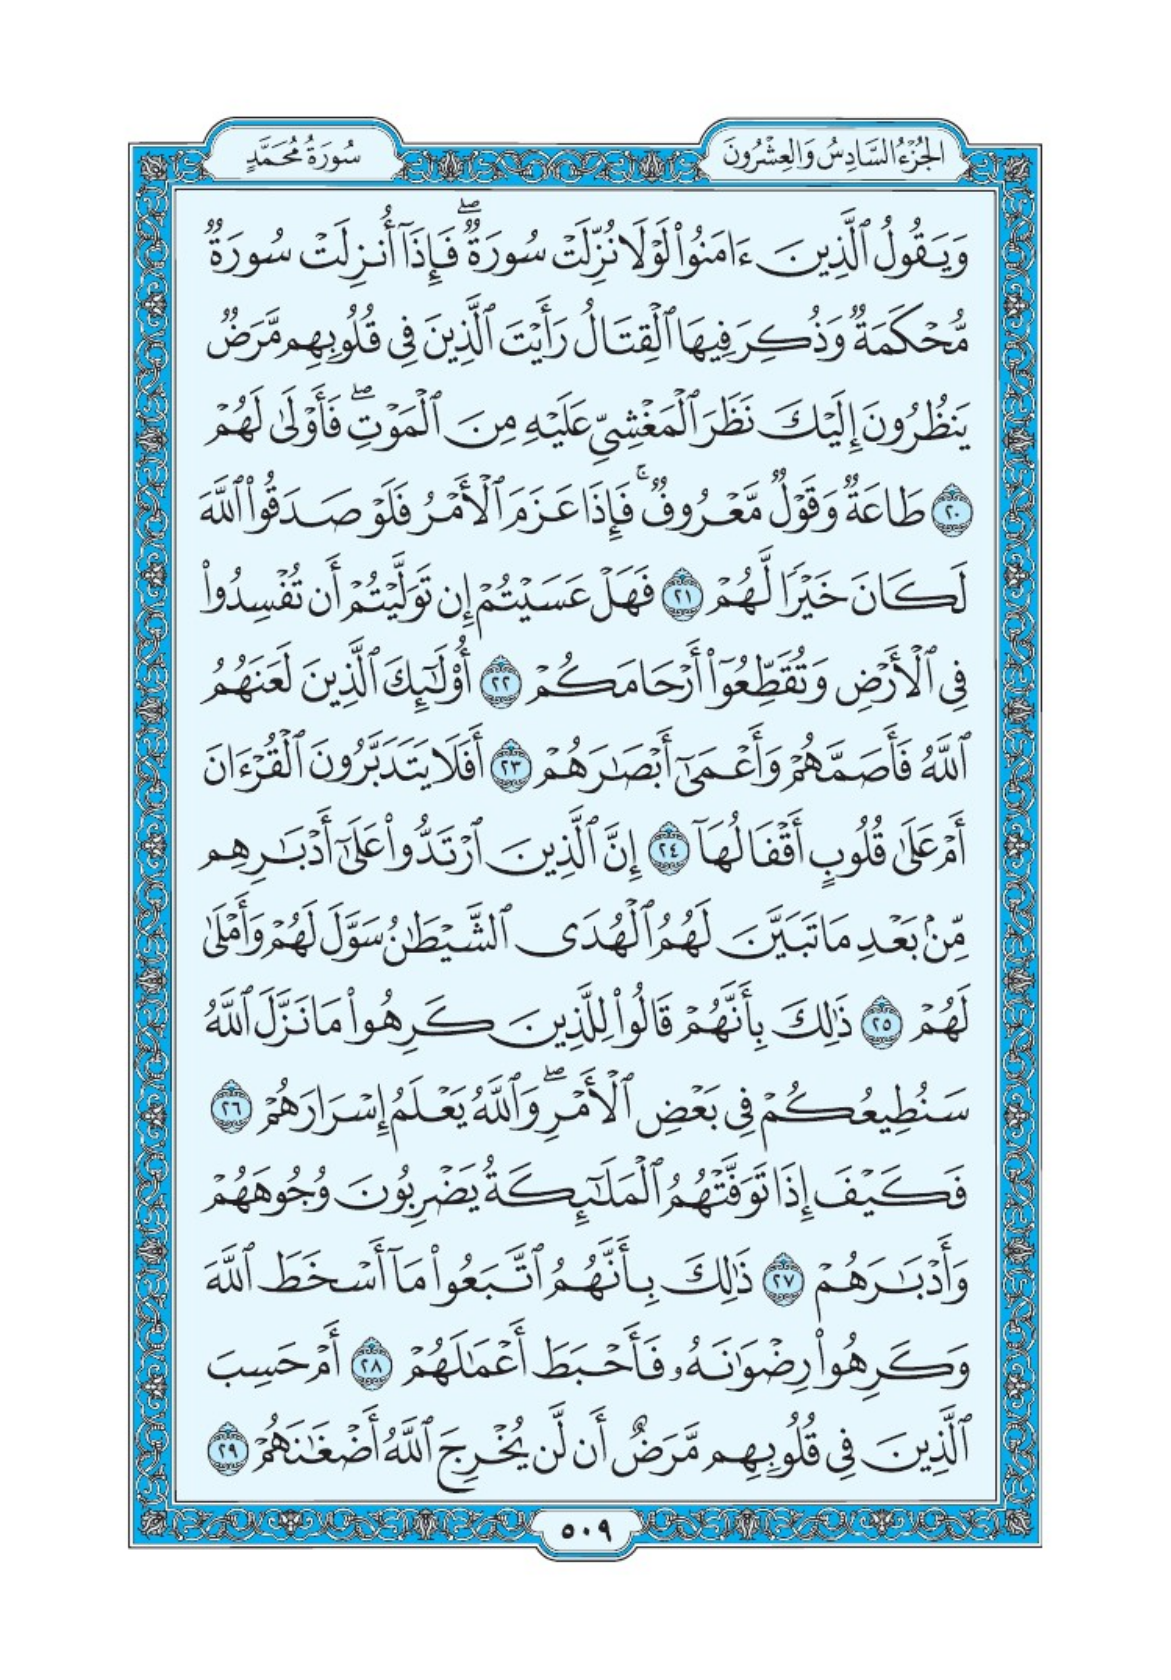 الجُزْءُ السَّادِسُ وَالعِشْرُونَ
سُورَةُ مُحَمَّدٍ
وَيَقُولُ ٱلَّذِينَ ءَامَنُوا۟ لَوْلَا نُزِّلَتْ سُورَةٌۖ فَإِذَآ أُنزِلَتْ سُورَةٌ
مُّحْكَمَةٌ وَذُكِرَ فِيهَا ٱلْقِتَالُ رَأَيْتَ ٱلَّذِينَ فِى قُلُوبِهِم مَّرَضٌ
يَنظُرُونَ إِلَيْكَ نَظَرَ ٱلْمَغْشِىِّ عَلَيْهِ مِنَ ٱلْمَوْتِۖ فَأَوْلَىٰ لَهُمْ
٢٠ طَاعَةٌ وَقَوْلٌ مَّعْرُوفٌۚ فَإِذَا عَزَمَ ٱلْأَمْرُ فَلَوْ صَدَقُوا۟ ٱللَّهَ
لَكَانَ خَيْرًا لَّهُمْ ٢١ فَهَلْ عَسَيْتُمْ إِن تَوَلَّيْتُمْ أَن تُفْسِدُوا۟
فِى ٱلْأَرْضِ وَتُقَطِّعُوٓا۟ أَرْحَامَكُمْ ٢٢ أُو۟لَـٰٓئِكَ ٱلَّذِينَ لَعَنَهُمُ
ٱللَّهُ فَأَصَمَّهُمْ وَأَعْمَىٰٓ أَبْصَـٰرَهُمْ ٢٣ أَفَلَا يَتَدَبَّرُونَ ٱلْقُرْءَانَ
أَمْ عَلَىٰ قُلُوبٍ أَقْفَالُهَآ ٢٤ إِنَّ ٱلَّذِينَ ٱرْتَدُّوا۟ عَلَىٰٓ أَدْبَـٰرِهِم
مِّنۢ بَعْدِ مَا تَبَيَّنَ لَهُمُ ٱلْهُدَى ٱلشَّيْطَـٰنُ سَوَّلَ لَهُمْ وَأَمْلَىٰ
لَهُمْ ٢٥ ذَٰلِكَ بِأَنَّهُمْ قَالُوا۟ لِلَّذِينَ كَرِهُوا۟ مَا نَزَّلَ ٱللَّهُ
سَنُطِيعُكُمْ فِى بَعْضِ ٱلْأَمْرِۖ وَٱللَّهُ يَعْلَمُ إِسْرَارَهُمْ ٢٦
فَكَيْفَ إِذَا تَوَفَّتْهُمُ ٱلْمَلَـٰٓئِكَةُ يَضْرِبُونَ وُجُوهَهُمْ
وَأَدْبَـٰرَهُمْ ٢٧ ذَٰلِكَ بِأَنَّهُمُ ٱتَّبَعُوا۟ مَآ أَسْخَطَ ٱللَّهَ
وَكَرِهُوا۟ رِضْوَٰنَهُۥ فَأَحْبَطَ أَعْمَـٰلَهُمْ ٢٨ أَمْ حَسِبَ
ٱلَّذِينَ فِى قُلُوبِهِم مَّرَضٌ أَن لَّن يُخْرِجَ ٱللَّهُ أَضْغَـٰنَهُمْ ٢٩
٥٠٩